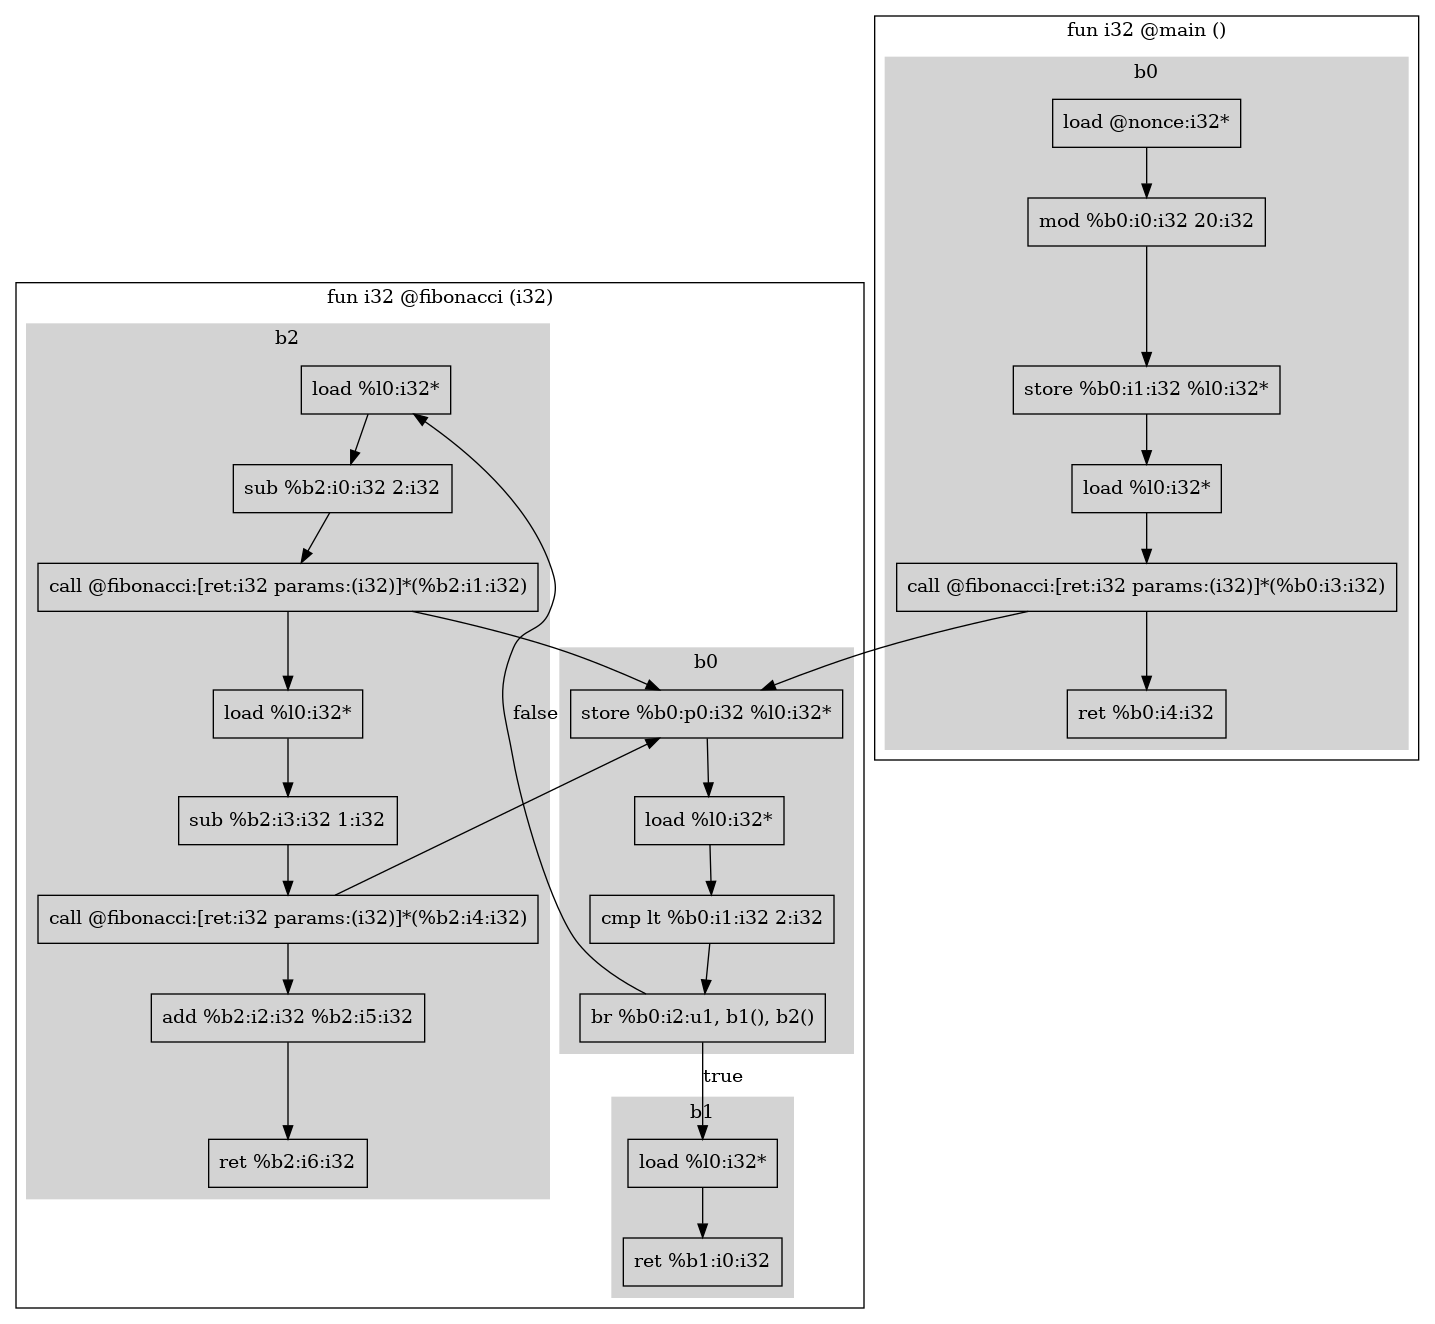 fun i32 @main ()
b0
load @nonce:i32*
mod %b0:i0:i32 20:i32
store %b0:i1:i32 %l0:i32*
load %l0:i32*
call @fibonacci:[ret:i32 params:(i32)]*(%b0:i3:i32)
ret %b0:i4:i32
fun i32 @fibonacci (i32)
b2
load %l0:i32*
sub %b2:i0:i32 2:i32
call @fibonacci:[ret:i32 params:(i32)]*(%b2:i1:i32)
load %l0:i32*
sub %b2:i3:i32 1:i32
call @fibonacci:[ret:i32 params:(i32)]*(%b2:i4:i32)
add %b2:i2:i32 %b2:i5:i32
ret %b2:i6:i32
false
b0
store %b0:p0:i32 %l0:i32*
load %l0:i32*
cmp lt %b0:i1:i32 2:i32
br %b0:i2:u1, b1(), b2()
true
b1
load %l0:i32*
ret %b1:i0:i32